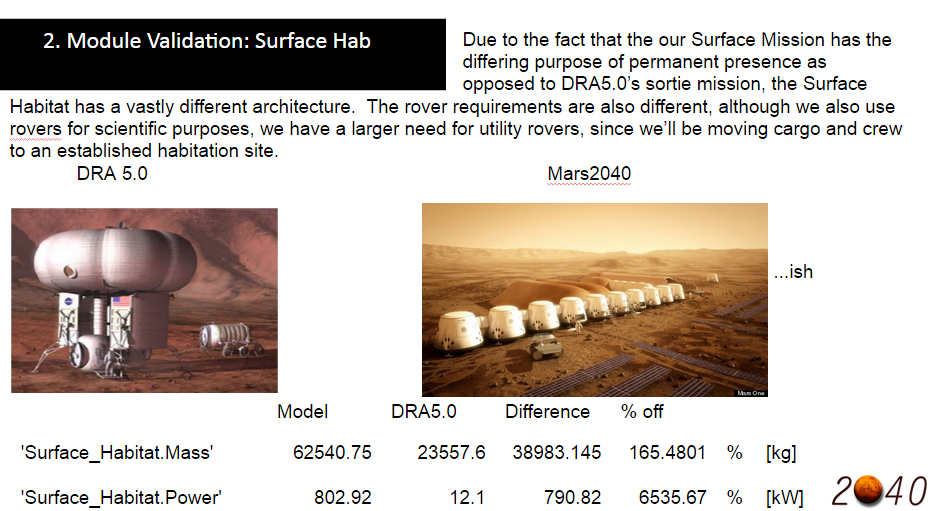 2. Module Validation: Surface Hab
Due to the fact that the our Surface Mission has the
differing purpose of permanent presence as
opposed to DRA5.0's sortie mission, the Surface
Habitat has a vastly different architecture.  The rover requirements are also different, although we also use
rovers for scientific purposes, we have a larger need for utility rovers, since we'll be moving cargo and crew
to an established habitation site.
DRA 5.0 Mars2040
...ish
Mars One
Model DRA5.0 Difference % off
'Surface_Habitat.Mass' 62540.75 23557.6 38983.145 165.4801 % [kg]
'Surface_Habitat.Power' 802.92 12.1 790.82 6535.67 % [kW]
2040